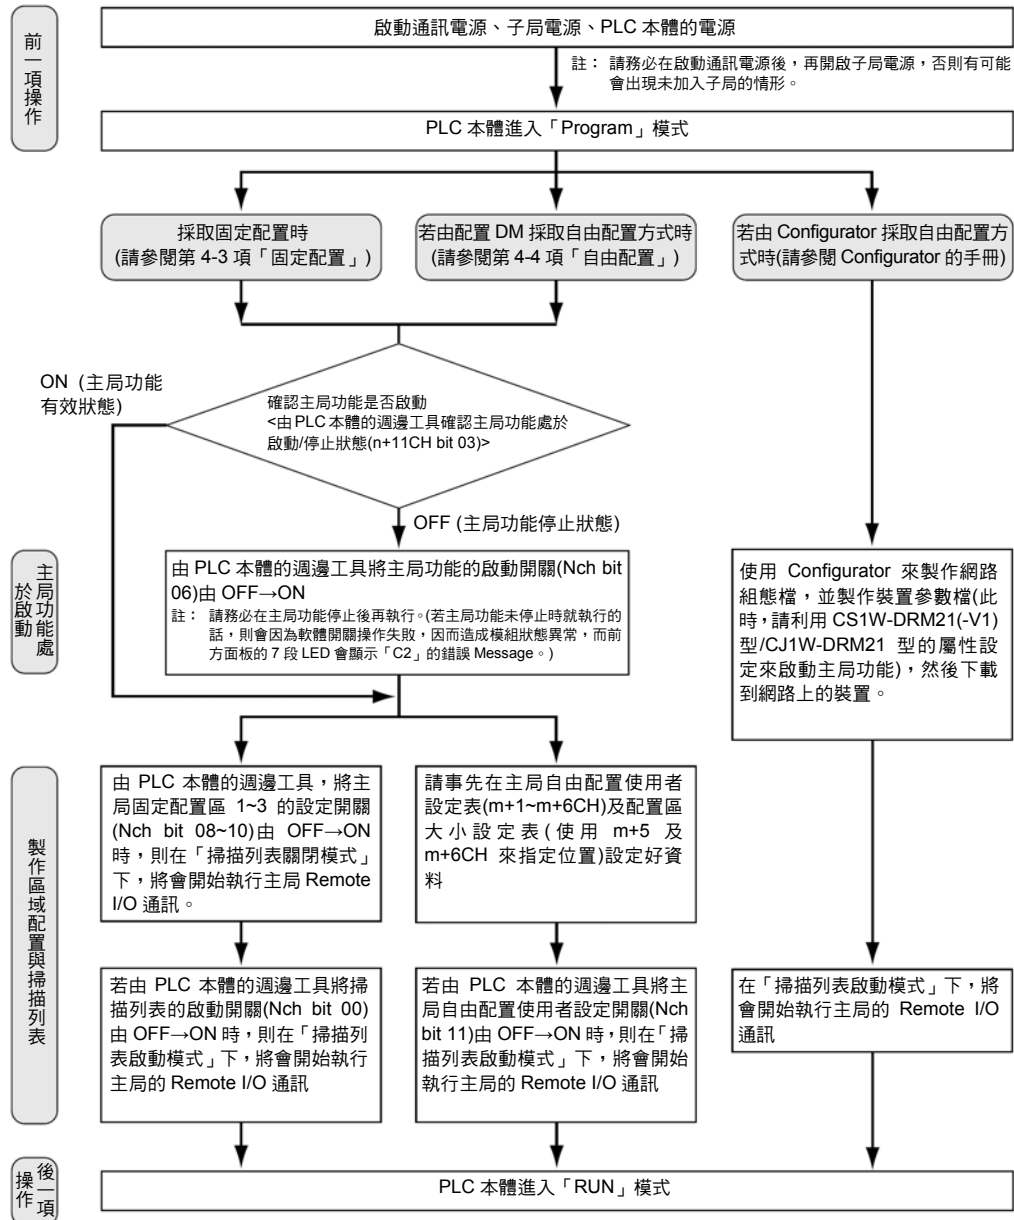 前一項操作
啟動通訊電源、子局電源、PLC 本體的電源
註： 請務必在啟動通訊電源後，再開啟子局電源，否則有可能
會出現未加入子局的情形。
PLC 本體進入「Program」模式
採取固定配置時
(請參閱第 4-3 項「固定配置」)
若由配置 DM 採取自由配置方式時
(請參閱第 4-4 項「自由配置」)
若由 Configurator 採取自由配置方
式時(請參閱 Configurator 的手冊)
ON (主局功能
有效狀態)
確認主局功能是否啟動
<由 PLC 本體的週邊工具確認主局功能處於
啟動/停止狀態(n+11CH bit 03)>
OFF (主局功能停止狀態)
主局功能處
於啟動
由 PLC 本體的週邊工具將主局功能的啟動開關(Nch bit
06)由 OFF→ON
註： 請務必在主局功能停止後再執行。(若主局功能未停止時就執行的
話，則會因為軟體開關操作失敗，因而造成模組狀態異常，而前
方面板的 7 段 LED 會顯示「C2」的錯誤 Message。)
使用 Configurator 來製作網路
組態檔，並製作裝置參數檔(此
時，請利用 CS1W-DRM21(-V1)
型/CJ1W-DRM21 型的屬性設
定來啟動主局功能)，然後下載
到網路上的裝置。
製作區域配置與掃描列表
由 PLC 本體的週邊工具，將主
局固定配置區 1~3 的設定開關
(Nch bit 08~10)由 OFF→ON
時，則在「掃描列表關閉模式」
下，將會開始執行主局 Remote
I/O 通訊。
請事先在主局自由配置使用者
設定表(m+1~m+6CH)及配置區
大小設定表(使用 m+5 及
m+6CH 來指定位置)設定好資
料
若由 PLC 本體的週邊工具將掃
描列表的啟動開關(Nch bit 00)
由 OFF→ON 時，則在「掃描列
表啟動模式」下，將會開始執行
主局的 Remote I/O 通訊
若由 PLC 本體的週邊工具將主
局自由配置使用者設定開關(Nch
bit 11)由 OFF→ON 時，則在「掃
描列表啟動模式」下，將會開始
執行主局的 Remote I/O 通訊
在「掃描列表啟動模式」下，將
會開始執行主局的 Remote I/O
通訊
後一項
操作
PLC 本體進入「RUN」模式